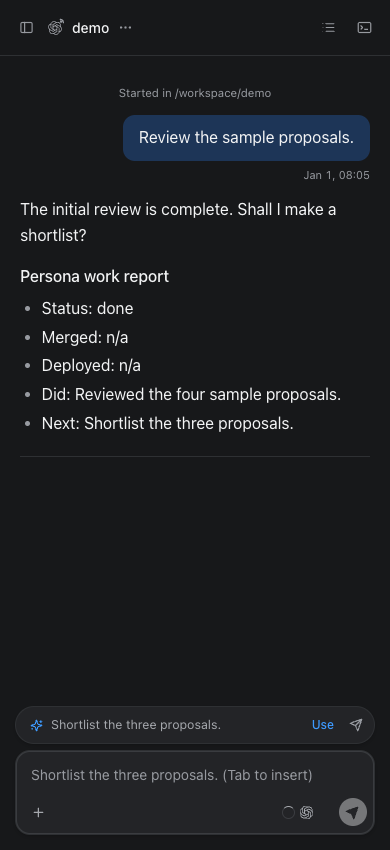 demo
Started in /workspace/demo
Review the sample proposals.
Jan 1, 08:05
The initial review is complete. Shall I make a
shortlist?
Persona work report
Status: done
Merged: n/a
Deployed: n/a
Did: Reviewed the four sample proposals.
Next: Shortlist the three proposals.
Shortlist the three proposals. Use
Shortlist the three proposals. (Tab to insert)